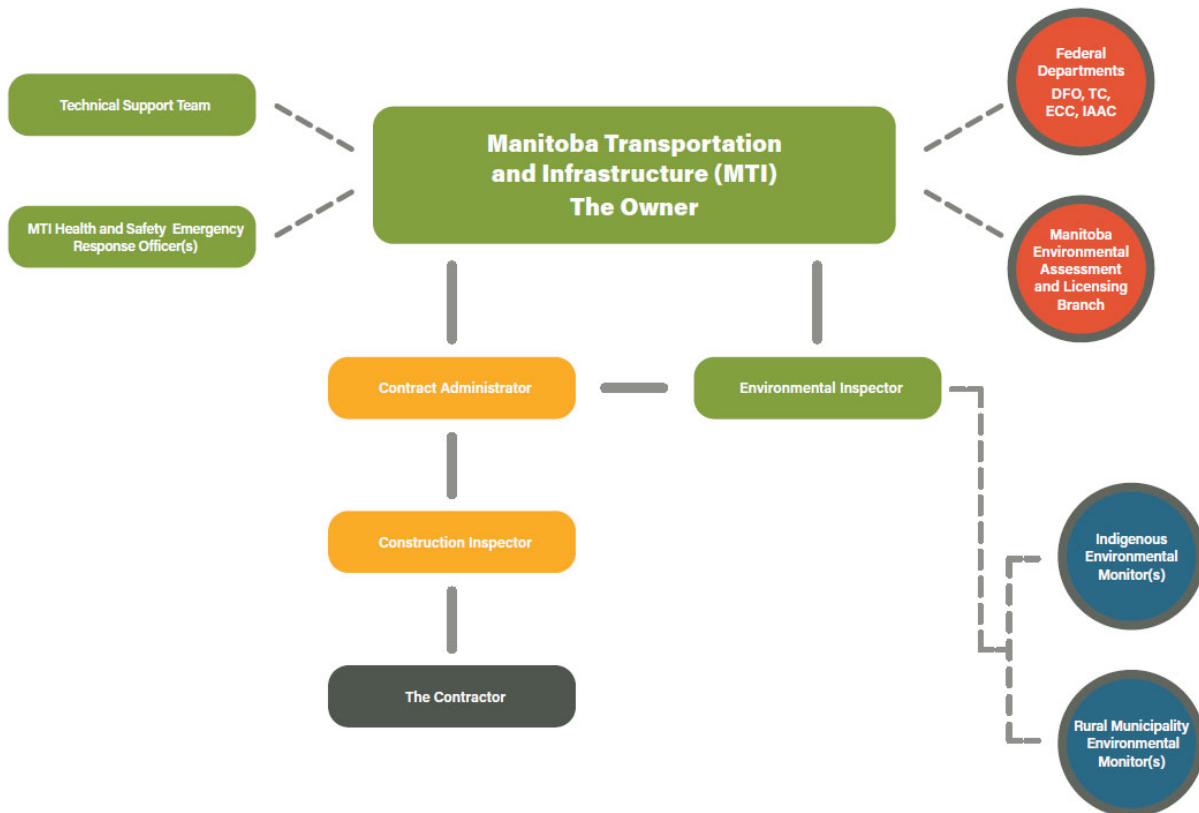 Technical Support Team
MTI Health and Safety Emergency
Response Officer(s)
Manitoba Transportation
and Infrastructure (MTI)
The Owner
Federal
Departments
DFO, TC,
ECC, IAAC
Manitoba
Environmental
Assessment
and Licensing
Branch
Contract Administrator
Environmental Inspector
Construction Inspector
The Contractor
Indigenous
Environmental
Monitor(s)
Rural Municipality
Environmental
Monitor(s)